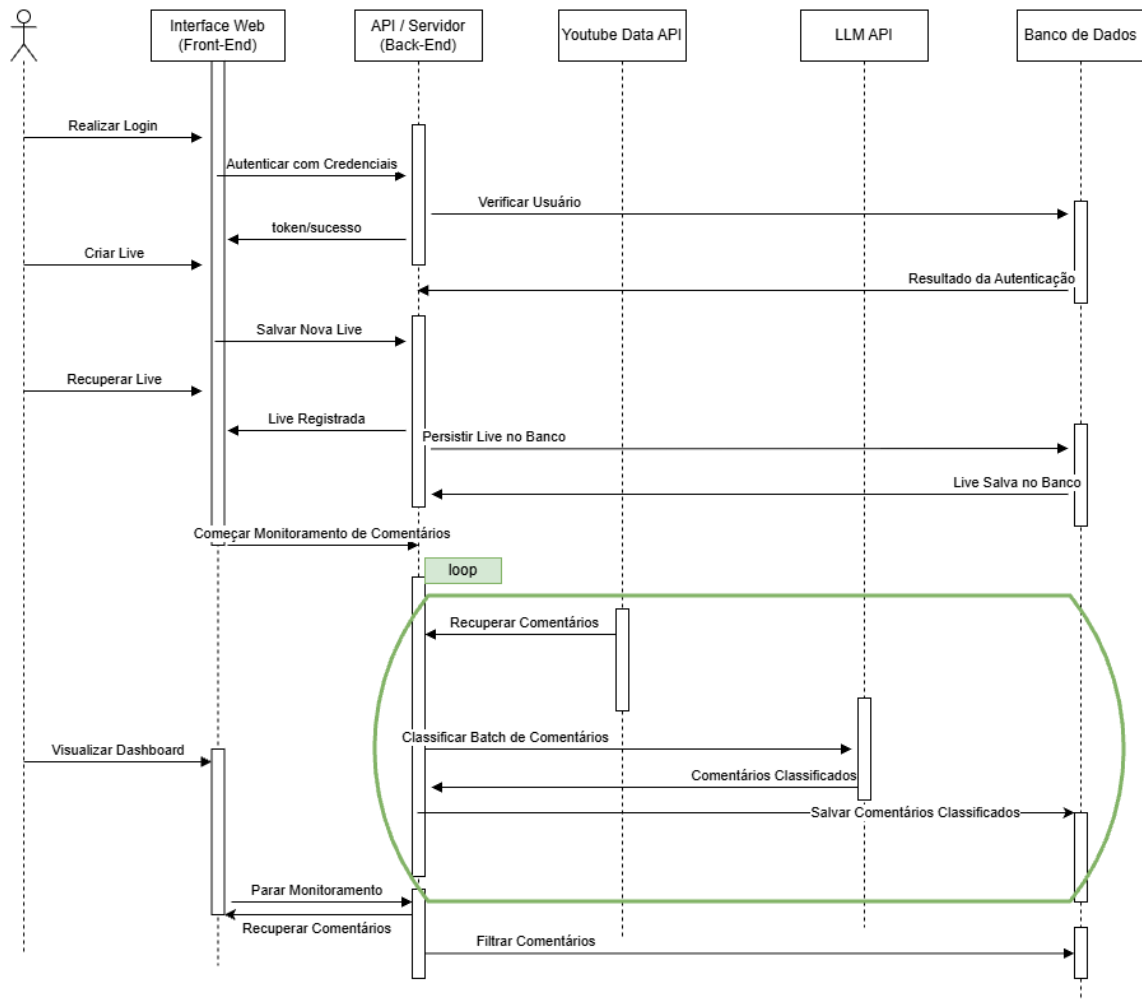 Interface Web
(Front-End)
API / Servidor
(Back-End)
Youtube Data API
LLM API
Banco de Dados
Realizar Login
Autenticar com Credenciais
Verificar Usuário
token/sucesso
Criar Live
Resultado da Autenticação
Salvar Nova Live
Recuperar Live
Live Registrada
Persistir Live no Banco
Live Salva no Banco
Começar Monitoramento de Comentários
loop
Recuperar Comentários
Classificar Batch de Comentários
Visualizar Dashboard
Comentários Classificados
Salvar Comentários Classificados
Parar Monitoramento
Recuperar Comentários
Filtrar Comentários